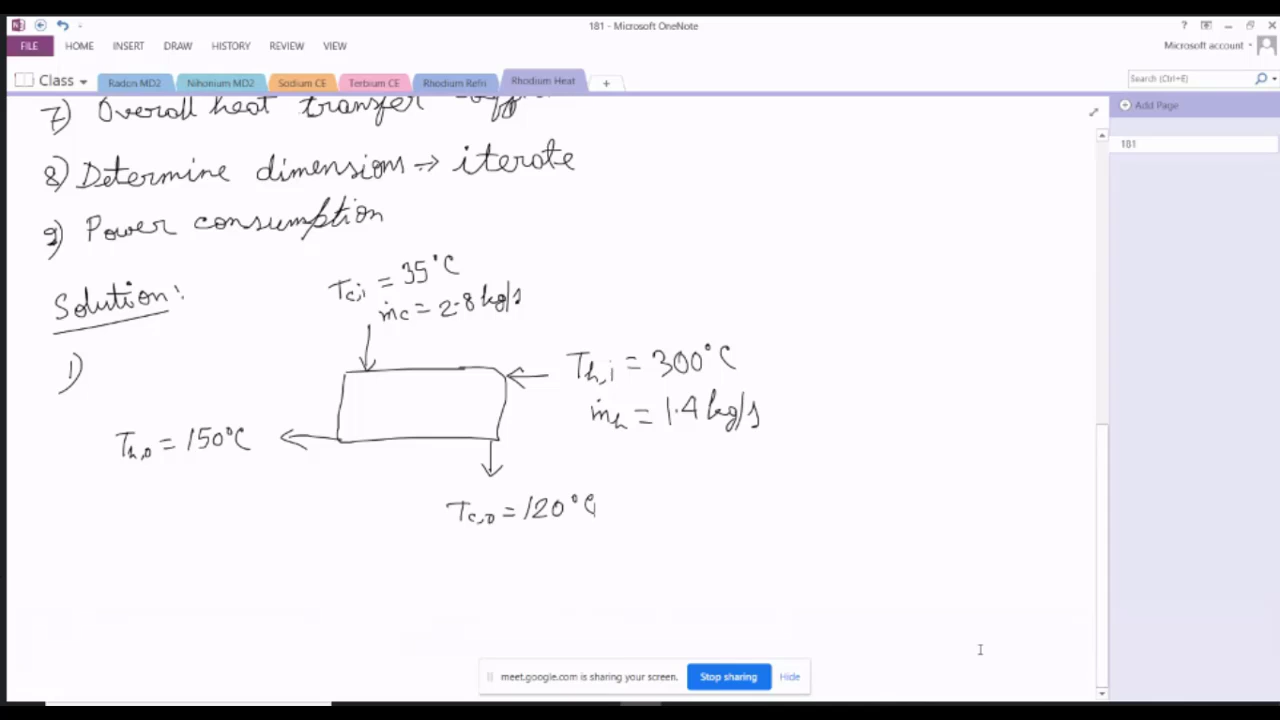 181 - Microsoft OneNote
FILE HOME INSERT DRAW HISTORY REVIEW VIEW
Microsoft account
Class Radon MD2 Nihonium MD2 Sodium CE Terbium CE Rhodium Refri Rhodium Heat
Search (Ctrl+E)
Add Page
181
7) Overall heat transfer
8) Determine dimensions → iterate
9) Power consumption
Solution:
Tc,i = 35°C
ṁc = 2.8 kg/s
1)
Th,i = 300°C
ṁh = 1.4 kg/s
Th,o = 150°C
Tc,o = 120°C
meet.google.com is sharing your screen. Stop sharing Hide